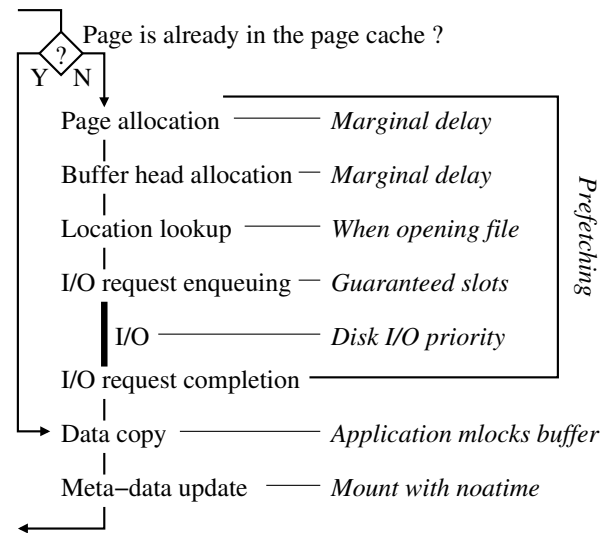 Page is already in the page cache ?
?
Y N
Page allocation Marginal delay
Buffer head allocation Marginal delay
Location lookup When opening file
I/O request enqueuing Guaranteed slots
I/O Disk I/O priority
I/O request completion
Prefetching
Data copy Application mlocks buffer
Meta−data update Mount with noatime